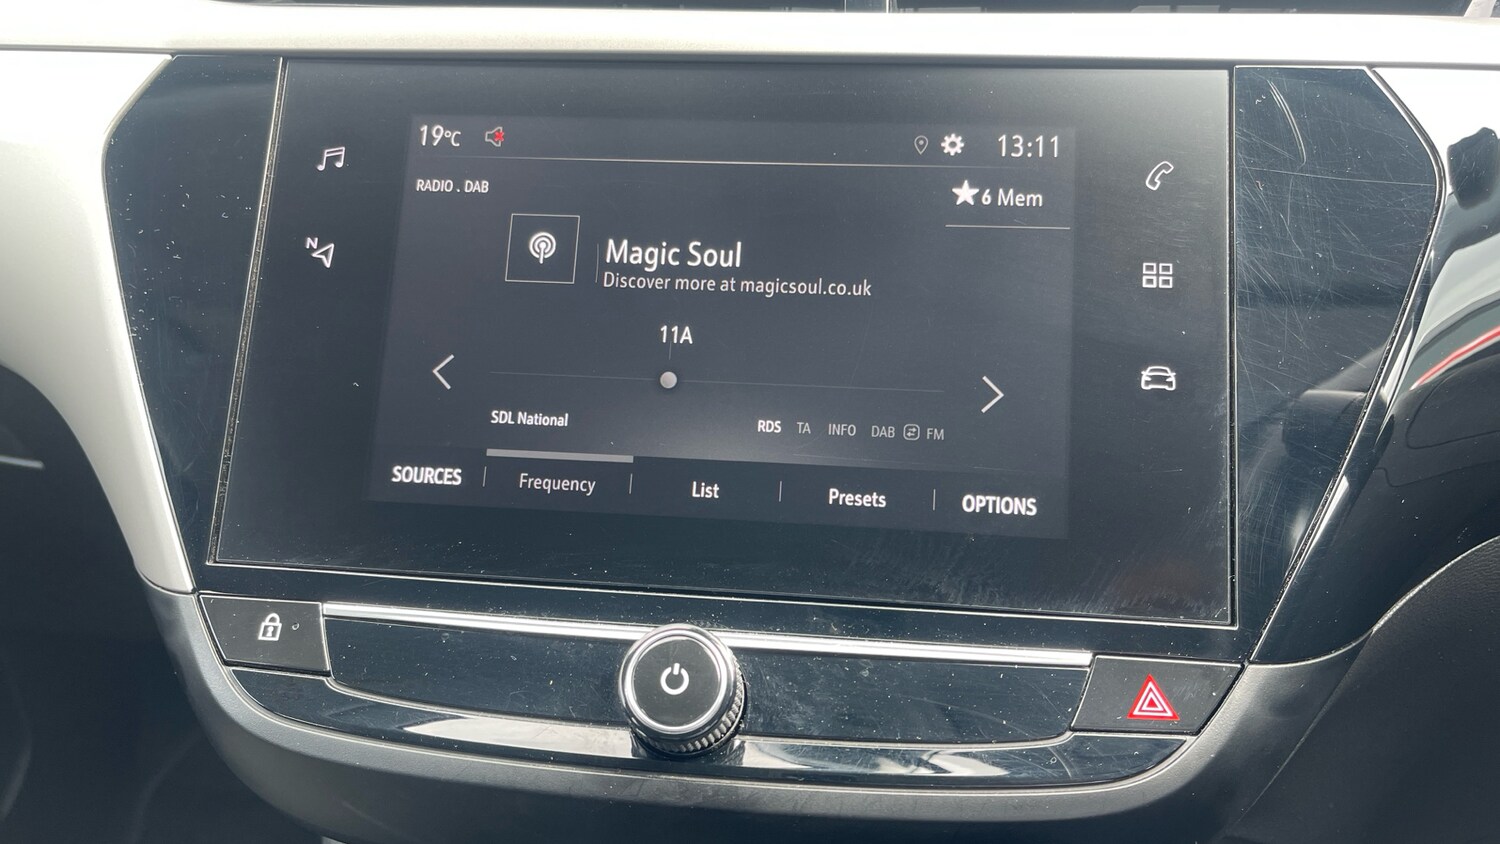 19°C 13:11
RADIO . DAB
6 Mem
Magic Soul
Discover more at magicsoul.co.uk
N
11A
SDL National
RDS TA INFO DAB FM
SOURCES Frequency List Presets OPTIONS